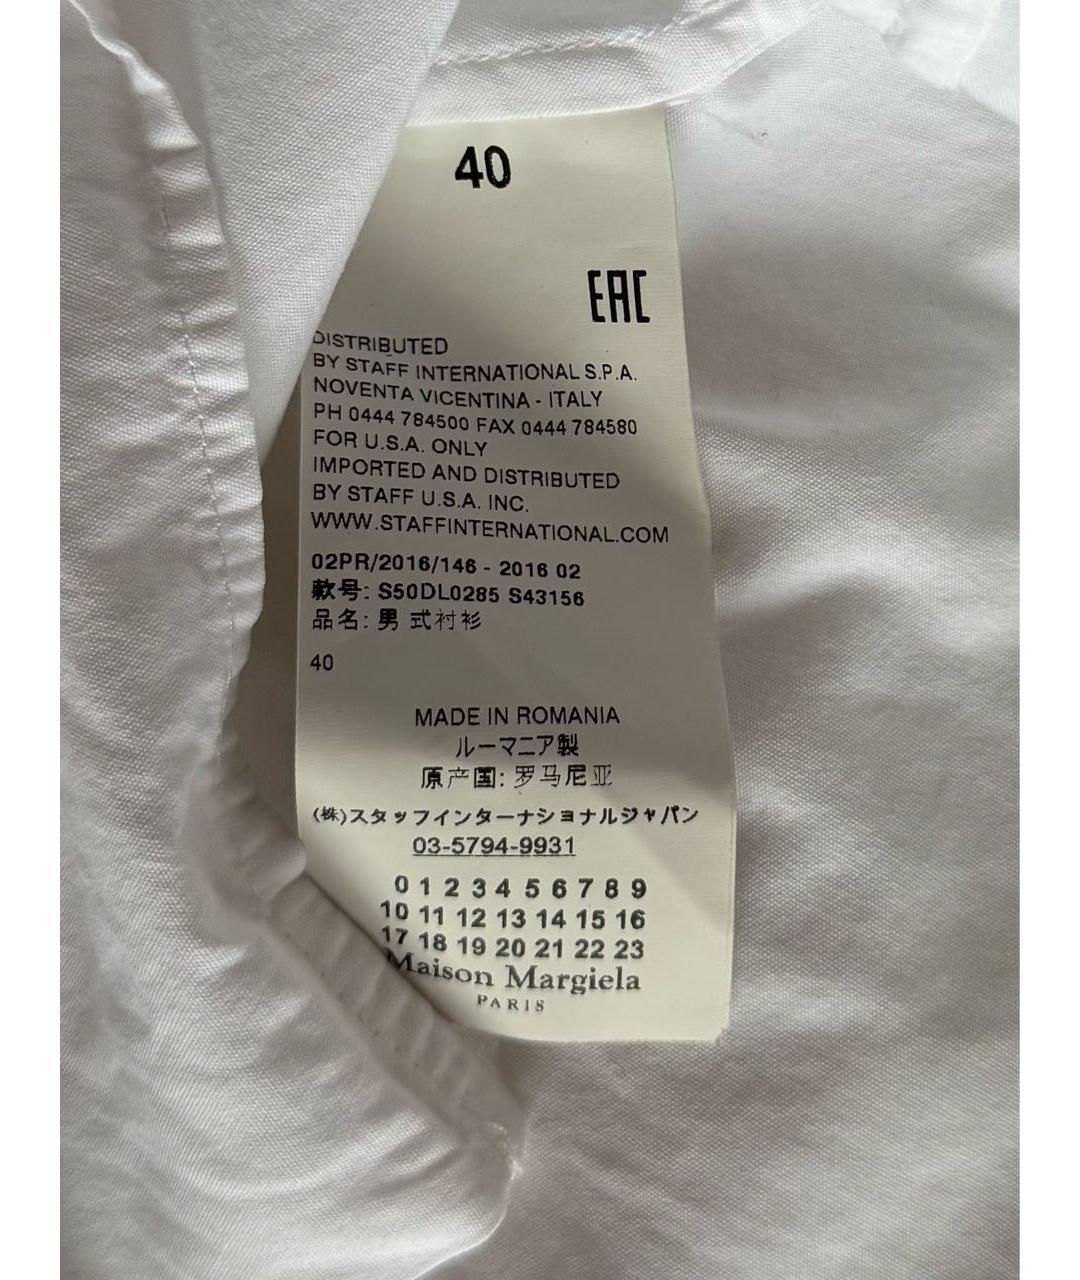 40
EAC
DISTRIBUTED
BY STAFF INTERNATIONAL S.P.A.
NOVENTA VICENTINA - ITALY
PH 0444 784500 FAX 0444 784580
FOR U.S.A. ONLY
IMPORTED AND DISTRIBUTED
BY STAFF U.S.A. INC.
WWW.STAFFINTERNATIONAL.COM
02PR/2016/146 - 2016 02
款号: S50DL0285 S43156
品名: 男 式衬衫
40
MADE IN ROMANIA
ルーマニア製
原产国: 罗马尼亚
(株)スタッフインターナショナルジャパン
03-5794-9931
0 1 2 3 4 5 6 7 8 9
10 11 12 13 14 15 16
17 18 19 20 21 22 23
Maison Margiela
PARIS